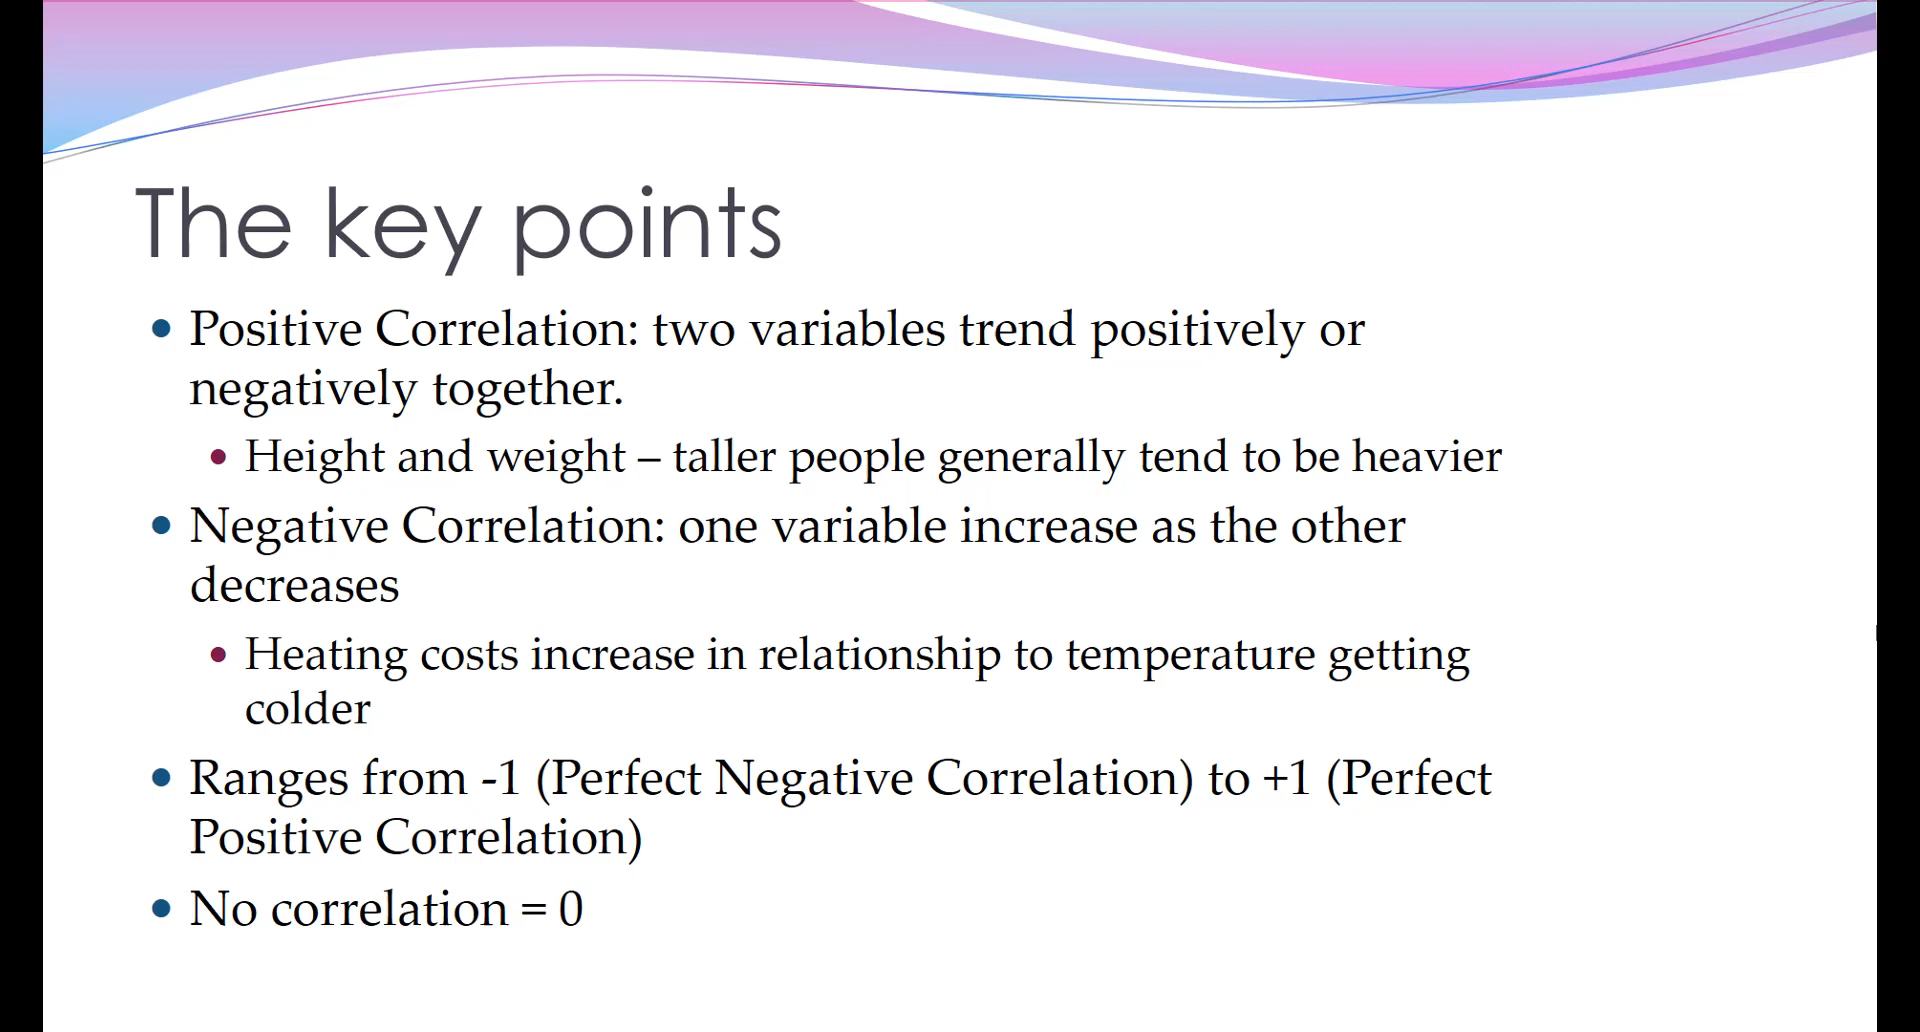 The key points
• Positive Correlation: two variables trend positively or
negatively together.
• Height and weight – taller people generally tend to be heavier
• Negative Correlation: one variable increase as the other
decreases
• Heating costs increase in relationship to temperature getting
colder
• Ranges from -1 (Perfect Negative Correlation) to +1 (Perfect
Positive Correlation)
• No correlation = 0